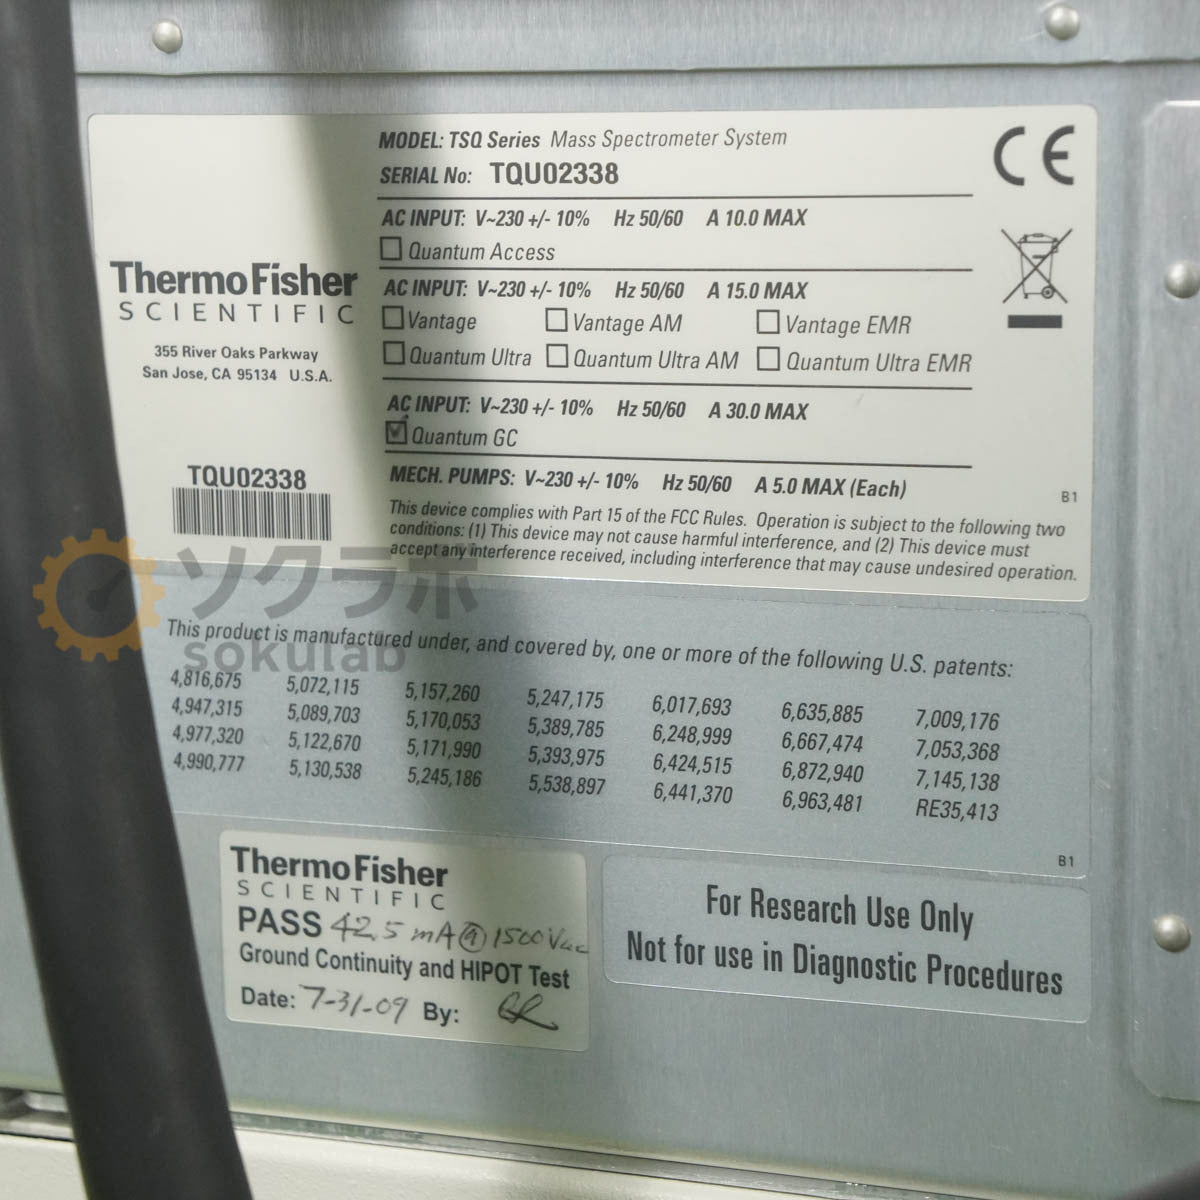 MODEL: TSQ Series Mass Spectrometer System
SERIAL No: TQU02338
CE
AC INPUT: V~230 +/- 10% Hz 50/60 A 10.0 MAX
Quantum Access
ThermoFisher
SCIENTIFIC
355 River Oaks Parkway
San Jose, CA 95134 U.S.A.
AC INPUT: V~230 +/- 10% Hz 50/60 A 15.0 MAX
Vantage Vantage AM Vantage EMR
Quantum Ultra Quantum Ultra AM Quantum Ultra EMR
AC INPUT: V~230 +/- 10% Hz 50/60 A 30.0 MAX
Quantum GC
TQU02338
MECH. PUMPS: V~230 +/- 10% Hz 50/60 A 5.0 MAX (Each)
B1
This device complies with Part 15 of the FCC Rules. Operation is subject to the following two
conditions: (1) This device may not cause harmful interference, and (2) This device must
accept any interference received, including interference that may cause undesired operation.
ソクラボ
sokulab
This product is manufactured under, and covered by, one or more of the following U.S. patents:
4,816,675 5,072,115 5,157,260 5,247,175 6,017,693 6,635,885 7,009,176
4,947,315 5,089,703 5,170,053 5,389,785 6,248,999 6,667,474 7,053,368
4,977,320 5,122,670 5,171,990 5,393,975 6,424,515 6,872,940 7,145,138
4,990,777 5,130,538 5,245,186 5,538,897 6,441,370 6,963,481 RE35,413
B1
ThermoFisher
SCIENTIFIC
PASS 42.5 mA @ 1500Vac
Ground Continuity and HIPOT Test
Date: 7-31-09 By:
For Research Use Only
Not for use in Diagnostic Procedures